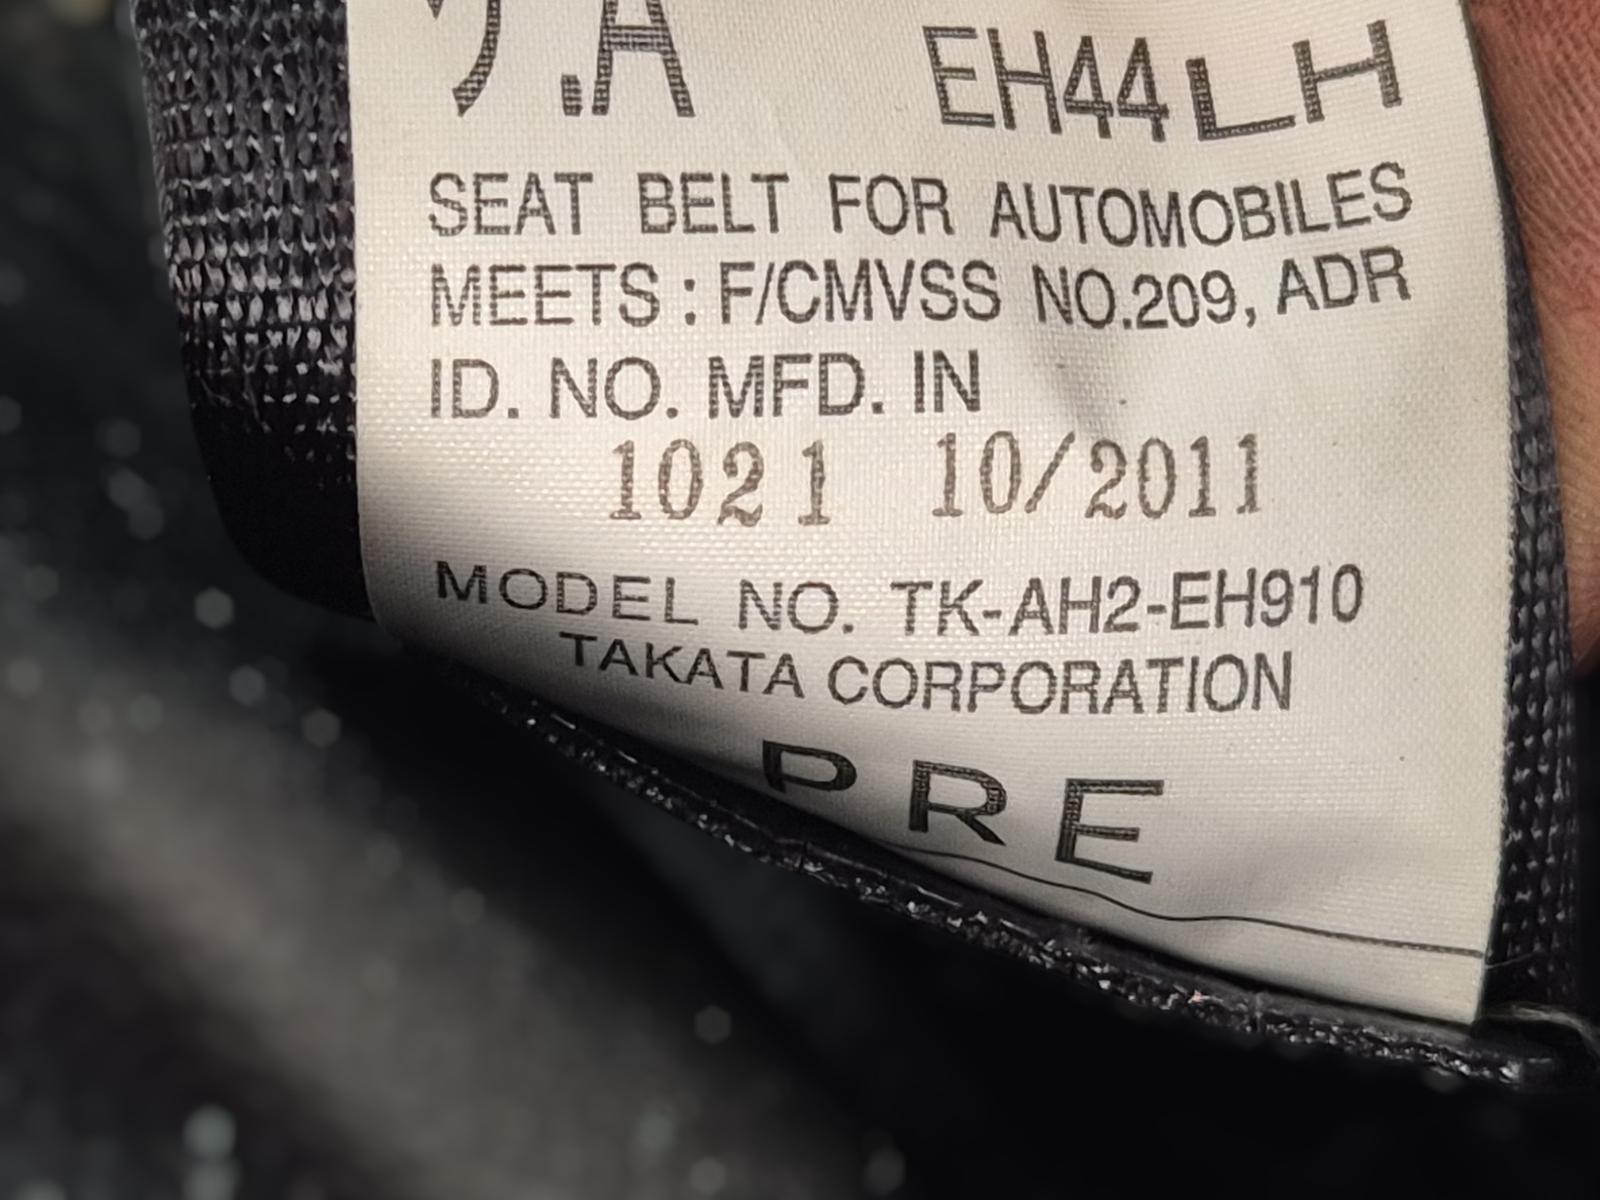 .A EH44LH
SEAT BELT FOR AUTOMOBILES
MEETS : F/CMVSS NO.209, ADR
ID. NO. MFD. IN
1021 10/2011
MODEL NO. TK-AH2-EH910
TAKATA CORPORATION
PRE